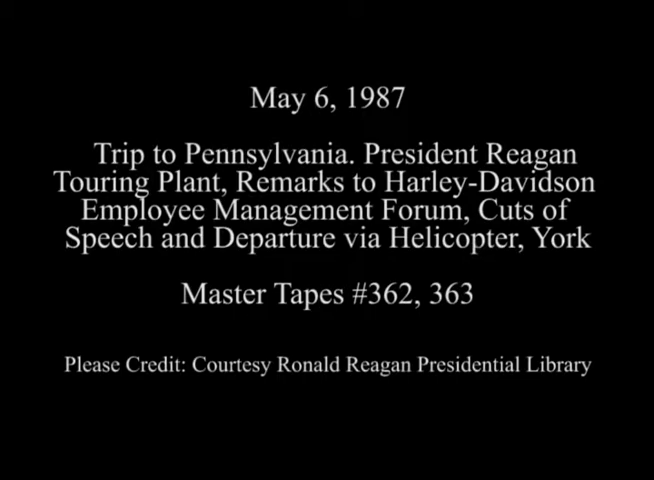 May 6, 1987
Trip to Pennsylvania. President Reagan
Touring Plant, Remarks to Harley-Davidson
Employee Management Forum, Cuts of
Speech and Departure via Helicopter, York
Master Tapes #362, 363
Please Credit: Courtesy Ronald Reagan Presidential Library